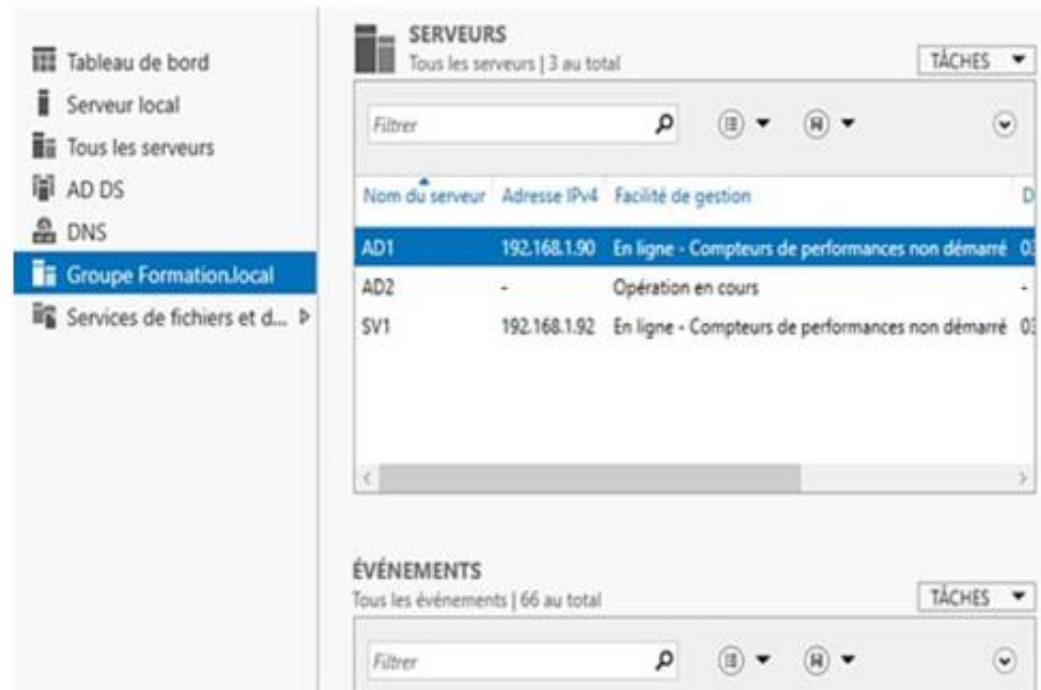 Tableau de bord
Serveur local
Tous les serveurs
AD DS
DNS
Groupe Formation.local
Services de fichiers et d...
SERVEURS
Tous les serveurs | 3 au total
TÂCHES
Filtrer
Nom du serveur Adresse IPv4 Facilité de gestion D
AD1 192.168.1.90 En ligne - Compteurs de performances non démarré 03
AD2 - Opération en cours -
SV1 192.168.1.92 En ligne - Compteurs de performances non démarré 03
ÉVÉNEMENTS
Tous les événements | 66 au total
TÂCHES
Filtrer